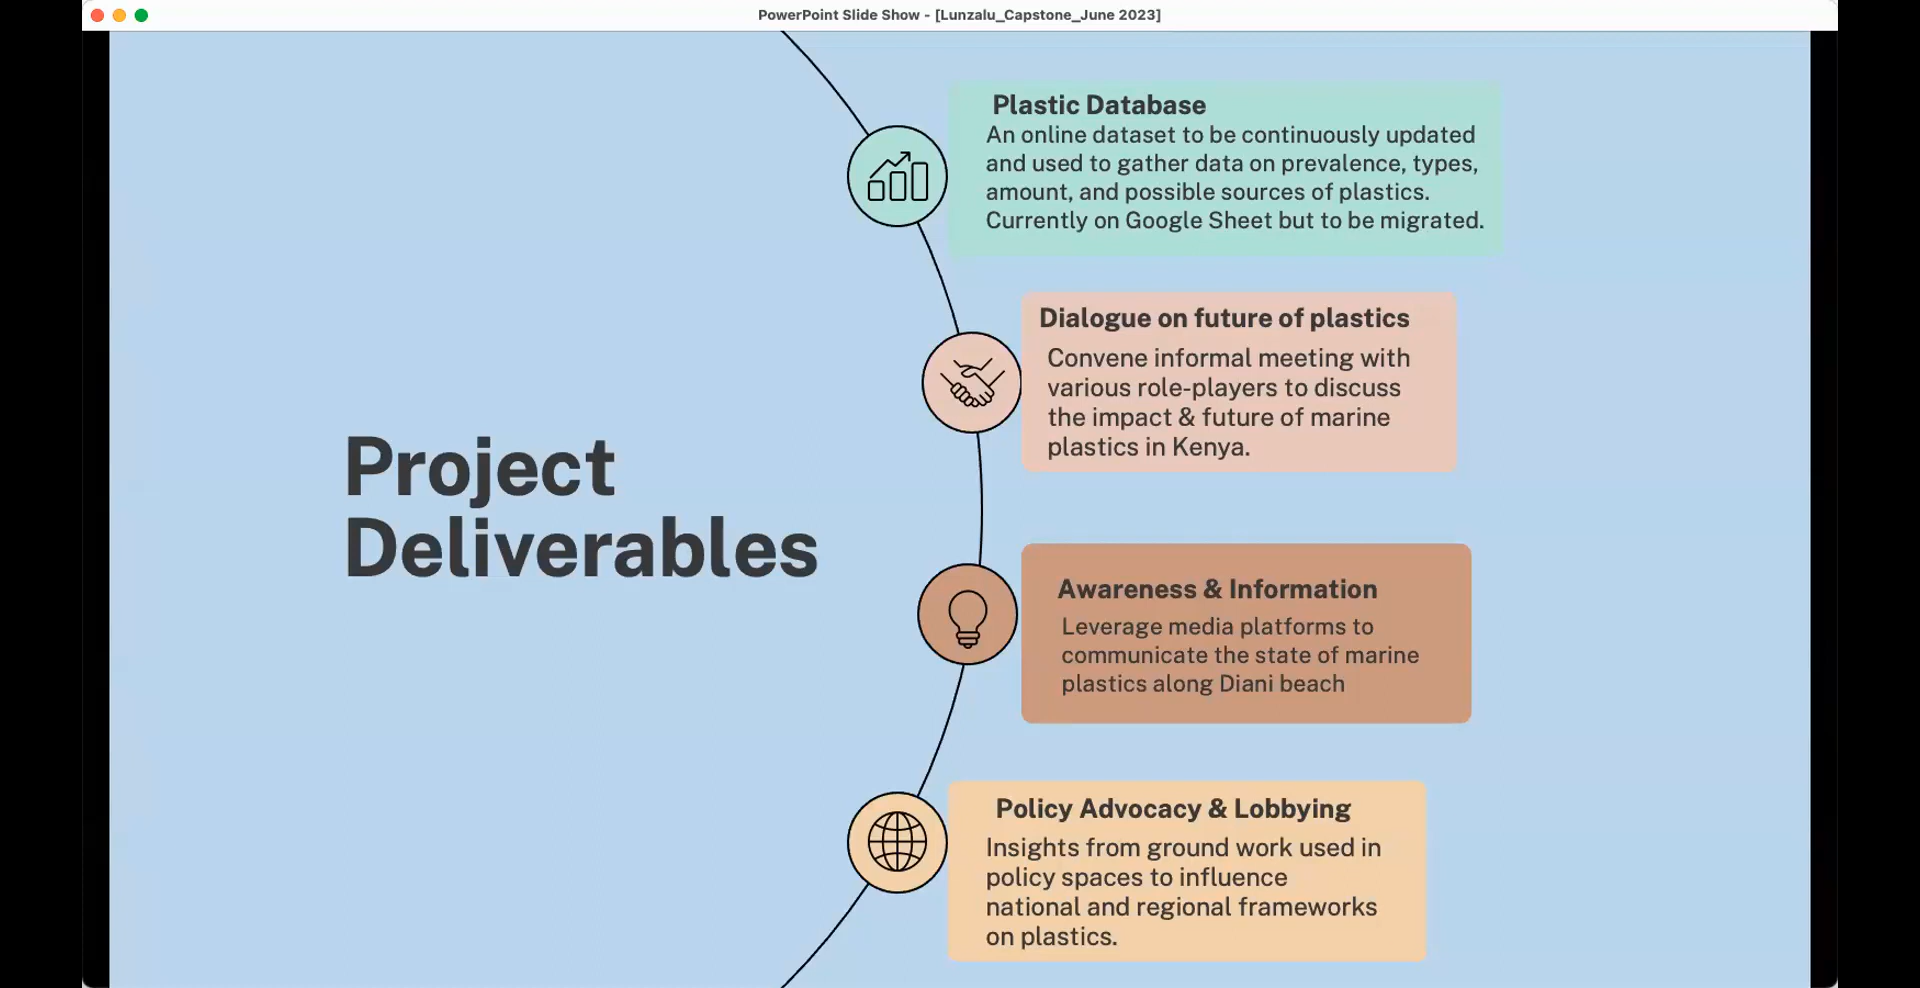 PowerPoint Slide Show - [Lunzalu_Capstone_June 2023]
Project
Deliverables
Plastic Database
An online dataset to be continuously updated
and used to gather data on prevalence, types,
amount, and possible sources of plastics.
Currently on Google Sheet but to be migrated.
Dialogue on future of plastics
Convene informal meeting with
various role-players to discuss
the impact & future of marine
plastics in Kenya.
Awareness & Information
Leverage media platforms to
communicate the state of marine
plastics along Diani beach
Policy Advocacy & Lobbying
Insights from ground work used in
policy spaces to influence
national and regional frameworks
on plastics.